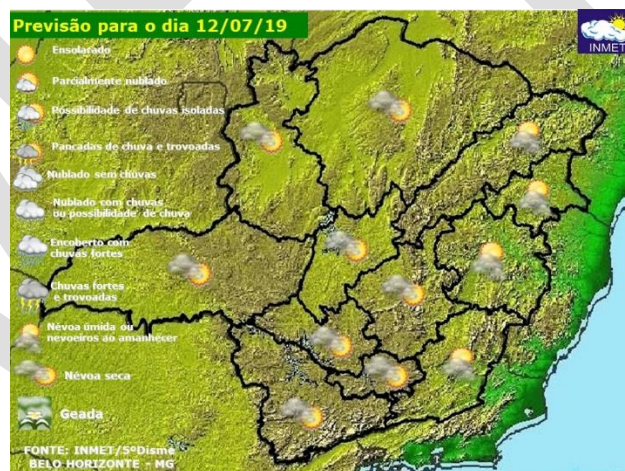 Previsão para o dia 12/07/19
INMET
Ensolarado
Parcialmente nublado
Possibilidade de chuvas isoladas
Pancadas de chuva e trovoadas
Nublado sem chuvas
Nublado com chuvas
ou possibilidade de chuva
Encoberto com
chuvas fortes
Chuvas fortes
e trovoadas
Névoa úmida ou
nevoeiros ao amanhecer
Névoa seca
Geada
FONTE: INMET/5ºDisme
BELO HORIZONTE - MG